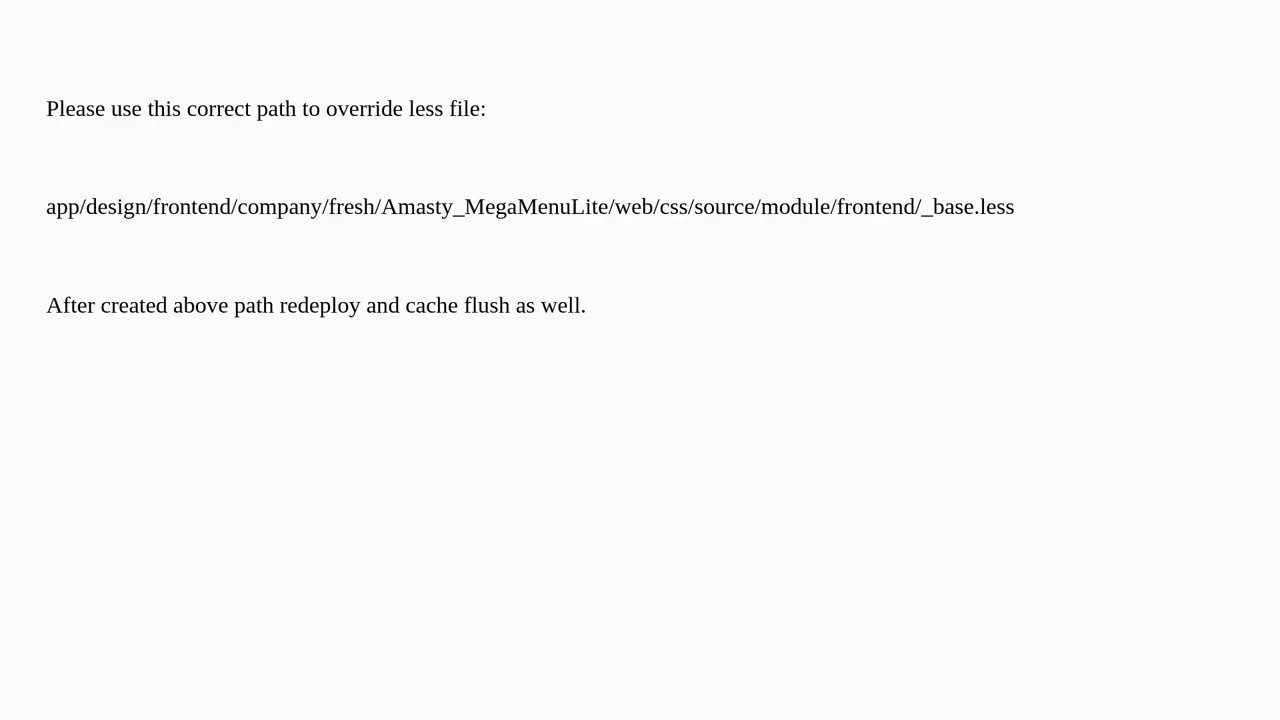 Please use this correct path to override less file:
app/design/frontend/company/fresh/Amasty_MegaMenuLite/web/css/source/module/frontend/_base.less
After created above path redeploy and cache flush as well.